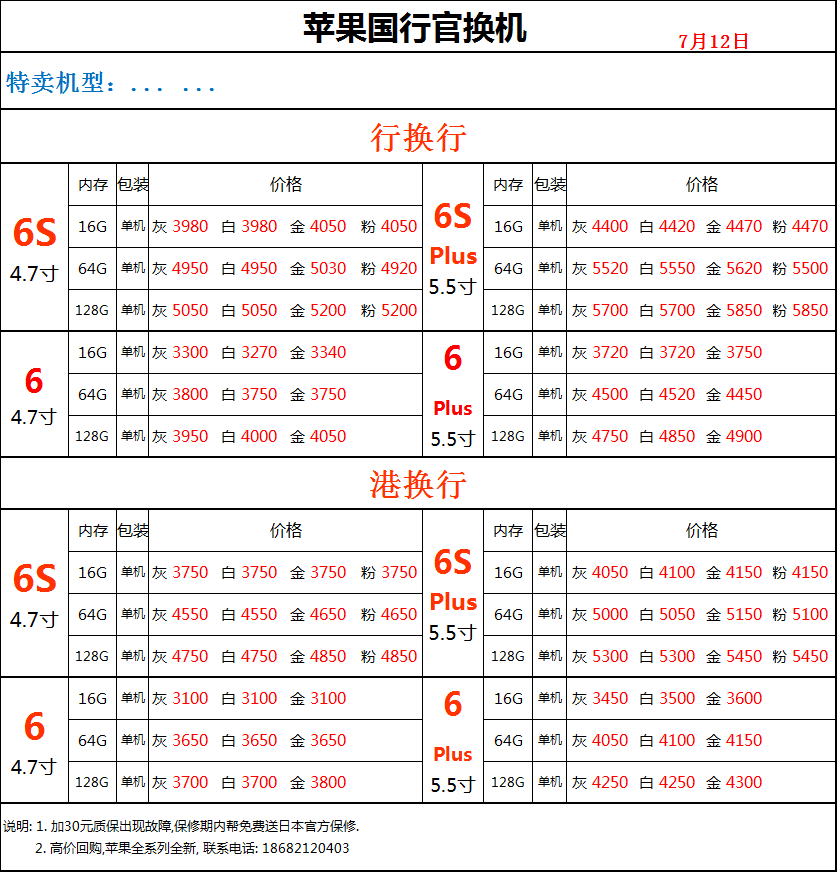 苹果国行官换机
7月12日
特卖机型：... ...
行换行
6S 4.7寸
内存 包装 价格
16G 单机 灰 3980 白 3980 金 4050 粉 4050
64G 单机 灰 4950 白 4950 金 5030 粉 4920
128G 单机 灰 5050 白 5050 金 5200 粉 5200
6S Plus 5.5寸
内存 包装 价格
16G 单机 灰 4400 白 4420 金 4470 粉 4470
64G 单机 灰 5520 白 5550 金 5620 粉 5500
128G 单机 灰 5700 白 5700 金 5850 粉 5850
6 4.7寸
16G 单机 灰 3300 白 3270 金 3340
64G 单机 灰 3800 白 3750 金 3750
128G 单机 灰 3950 白 4000 金 4050
6 Plus 5.5寸
16G 单机 灰 3720 白 3720 金 3750
64G 单机 灰 4500 白 4520 金 4450
128G 单机 灰 4750 白 4850 金 4900
港换行
6S 4.7寸
内存 包装 价格
16G 单机 灰 3750 白 3750 金 3750 粉 3750
64G 单机 灰 4550 白 4550 金 4650 粉 4650
128G 单机 灰 4750 白 4750 金 4850 粉 4850
6S Plus 5.5寸
内存 包装 价格
16G 单机 灰 4050 白 4100 金 4150 粉 4150
64G 单机 灰 5000 白 5050 金 5150 粉 5100
128G 单机 灰 5300 白 5300 金 5450 粉 5450
6 4.7寸
16G 单机 灰 3100 白 3100 金 3100
64G 单机 灰 3650 白 3650 金 3650
128G 单机 灰 3700 白 3700 金 3800
6 Plus 5.5寸
16G 单机 灰 3450 白 3500 金 3600
64G 单机 灰 4050 白 4100 金 4150
128G 单机 灰 4250 白 4250 金 4300
说明: 1. 加30元质保出现故障,保修期内帮免费送日本官方保修.
2. 高价回购,苹果全系列全新, 联系电话: 18682120403